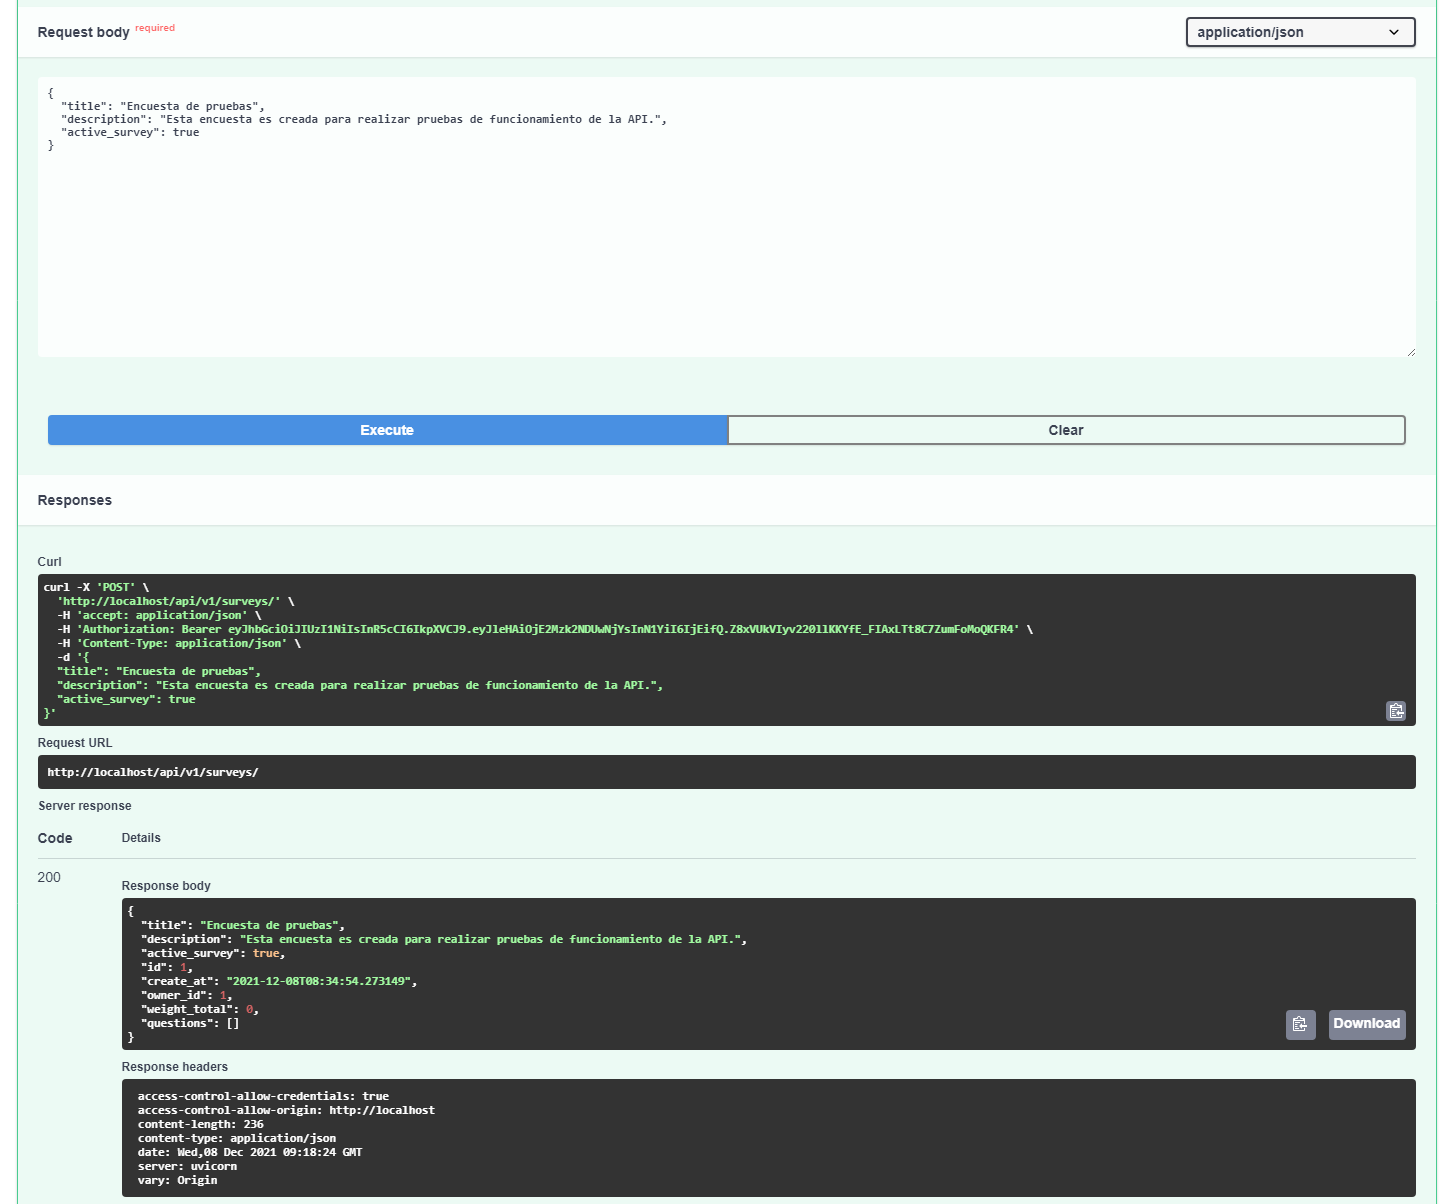 Request body required
application/json
{
  "title": "Encuesta de pruebas",
  "description": "Esta encuesta es creada para realizar pruebas de funcionamiento de la API.",
  "active_survey": true
}
Execute
Clear
Responses
Curl
curl -X 'POST' \
  'http://localhost/api/v1/surveys/' \
  -H 'accept: application/json' \
  -H 'Authorization: Bearer eyJhbGciOiJIUzI1NiIsInR5cCI6IkpXVCJ9.eyJleHAiOjE2Mzk2NDUwNjYsInN1YiI6IjEifQ.Z8xVUkVIyv220llKKYfE_FIAxLTt8C7ZumFoMoQKFR4' \
  -H 'Content-Type: application/json' \
  -d '{
  "title": "Encuesta de pruebas",
  "description": "Esta encuesta es creada para realizar pruebas de funcionamiento de la API.",
  "active_survey": true
}'
Request URL
http://localhost/api/v1/surveys/
Server response
Code
Details
200
Response body
{
  "title": "Encuesta de pruebas",
  "description": "Esta encuesta es creada para realizar pruebas de funcionamiento de la API.",
  "active_survey": true,
  "id": 1,
  "create_at": "2021-12-08T08:34:54.273149",
  "owner_id": 1,
  "weight_total": 0,
  "questions": []
}
Download
Response headers
access-control-allow-credentials: true
access-control-allow-origin: http://localhost
content-length: 236
content-type: application/json
date: Wed,08 Dec 2021 09:18:24 GMT
server: uvicorn
vary: Origin